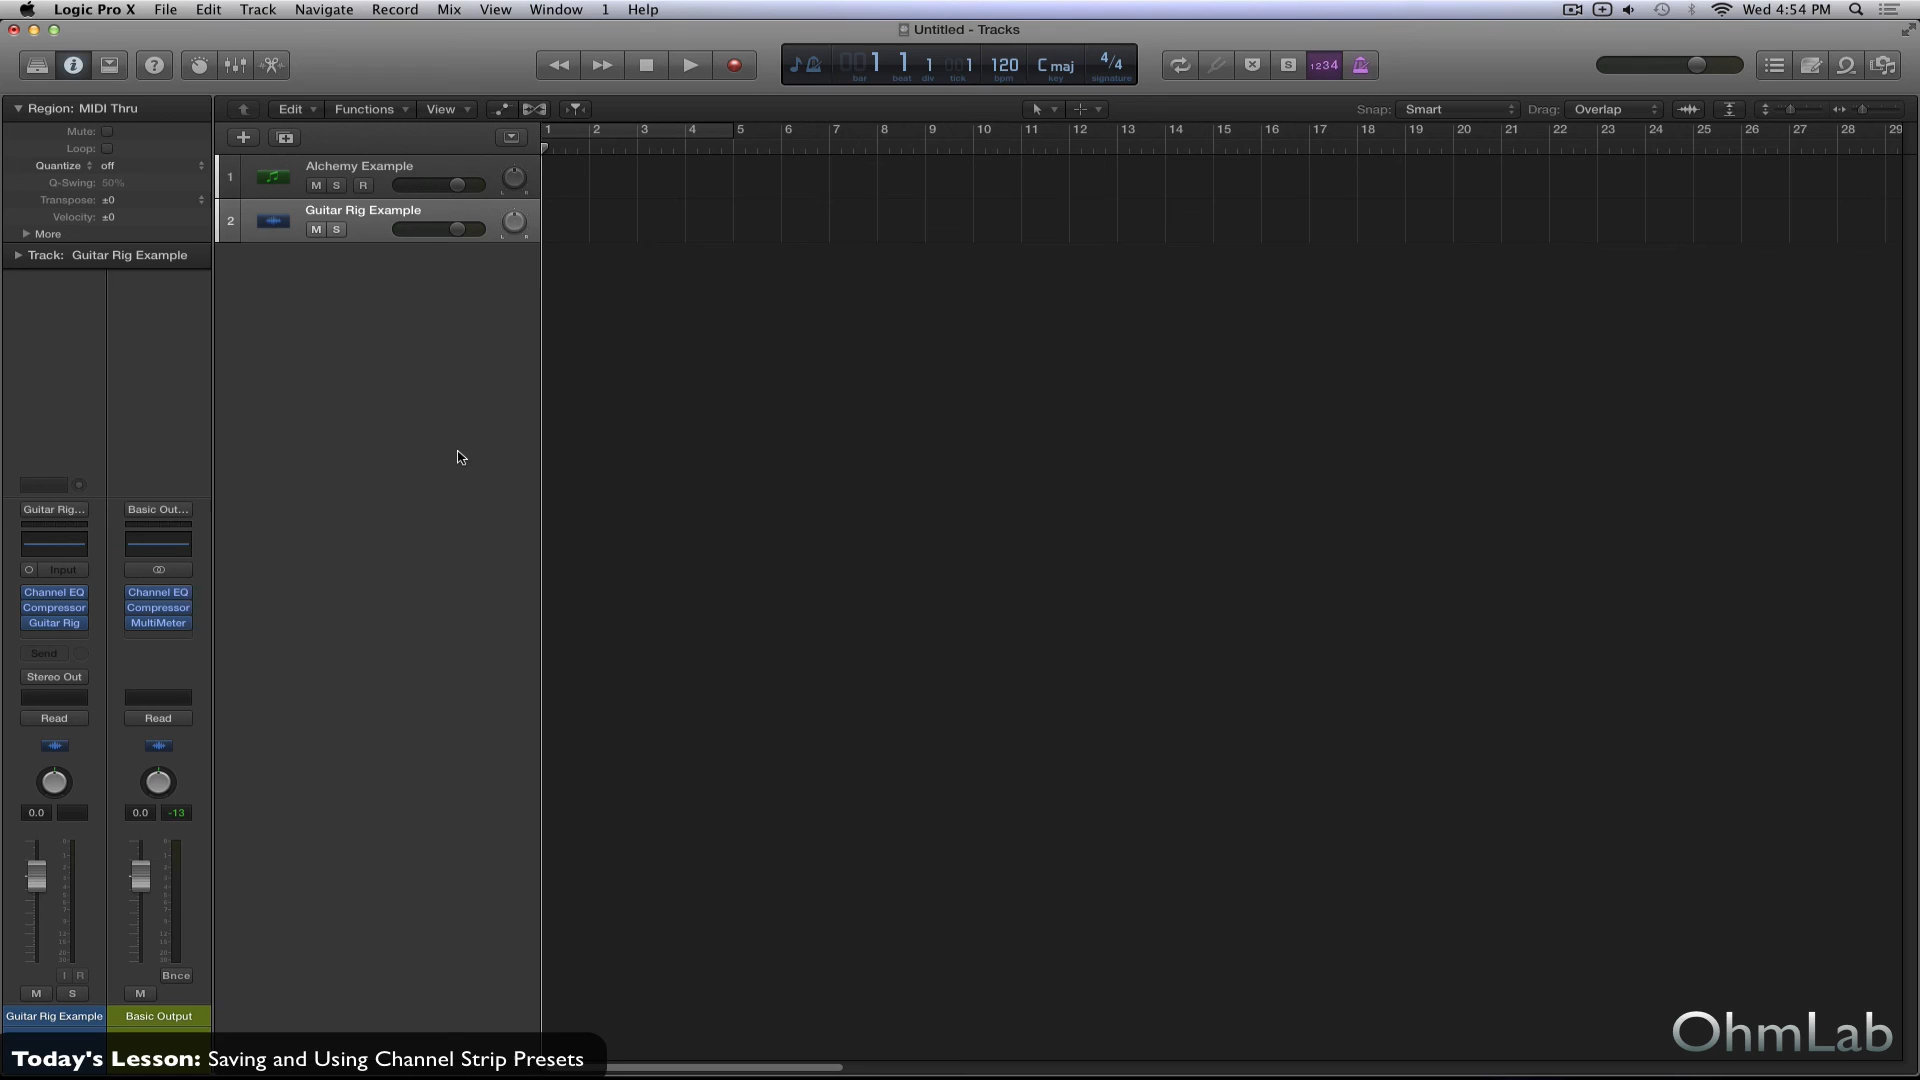 Logic Pro X File Edit Track Navigate Record Mix View Window 1 Help Wed 4:54 PM
Untitled - Tracks
1 1 1 1 120 C maj 4/4
bar beat div tick bpm key signature
S 1234
Region: MIDI Thru
Edit Functions View
Snap: Smart Drag: Overlap
Mute:
Loop:
Quantize off
Q-Swing: 50%
Transpose: ±0
Velocity: ±0
More
Track: Guitar Rig Example
1 2 3 4 5 6 7 8 9 10 11 12 13 14 15 16 17 18 19 20 21 22 23 24 25 26 27 28 29
1 Alchemy Example
M S R
2 Guitar Rig Example
M S
Guitar Rig... Basic Out...
Input
Channel EQ Channel EQ
Compressor Compressor
Guitar Rig MultiMeter
Send
Stereo Out
Read Read
0.0 0.0 -13
I R Bnce
M S M
Guitar Rig Example Basic Output
OhmLab
Today's Lesson: Saving and Using Channel Strip Presets